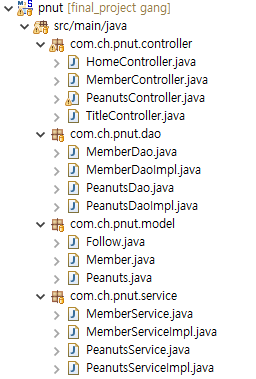 pnut [final_project gang]
src/main/java
com.ch.pnut.controller
HomeController.java
MemberController.java
PeanutsController.java
TitleController.java
com.ch.pnut.dao
MemberDao.java
MemberDaoImpl.java
PeanutsDao.java
PeanutsDaoImpl.java
com.ch.pnut.model
Follow.java
Member.java
Peanuts.java
com.ch.pnut.service
MemberService.java
MemberServiceImpl.java
PeanutsService.java
PeanutsServiceImpl.java